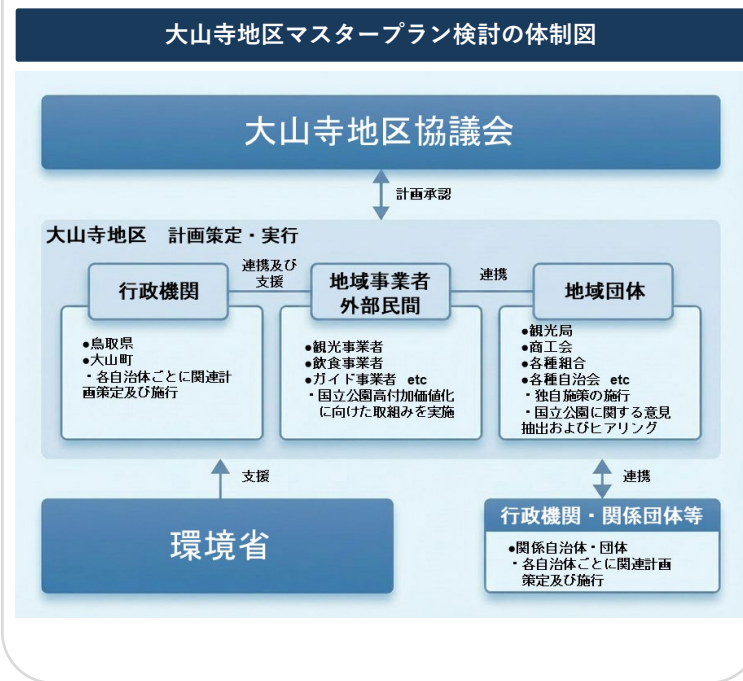 大山寺地区マスタープラン検討の体制図
大山寺地区協議会
計画承認
大山寺地区 計画策定・実行
行政機関
連携及び
支援
地域事業者
外部民間
連携
地域団体
●鳥取県
●大山町
・各自治体ごとに関連計
画策定及び施行
●観光事業者
●飲食事業者
●ガイド事業者 etc
・国立公園高付加価値化
に向けた取組みを実施
●観光局
●商工会
●各種組合
●各種自治会 etc
・独自施策の施行
・国立公園に関する意見
抽出およびヒアリング
支援
連携
環境省
行政機関・関係団体等
●関係自治体・団体
・各自治体ごとに関連計画
策定及び施行